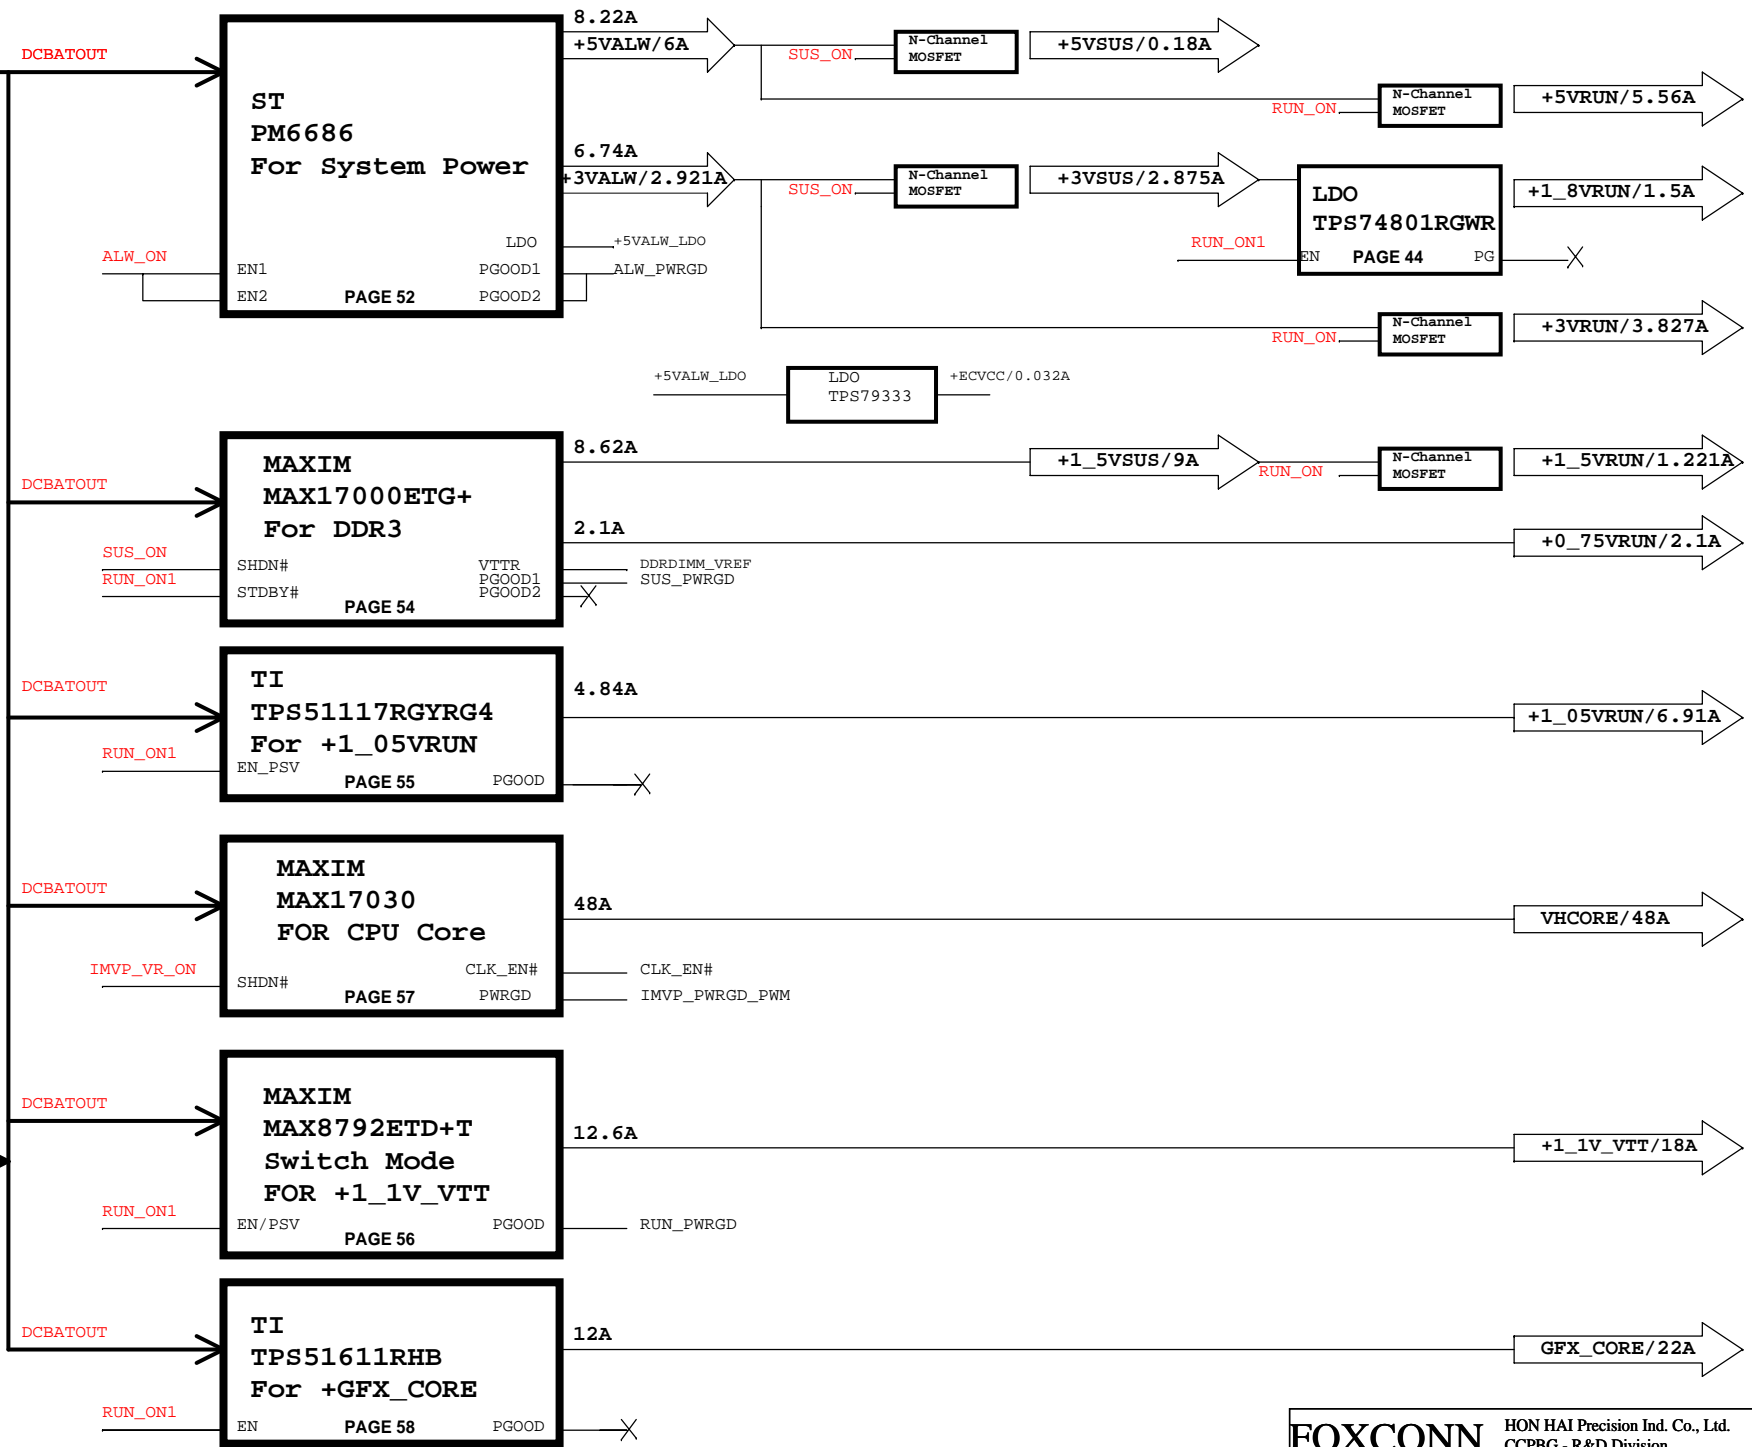 8.22A
DCBATOUT
+5VALW/6A
SUS_ON
N-Channel
MOSFET
+5VSUS/0.18A
RUN_ON
N-Channel
MOSFET
+5VRUN/5.56A
ST
PM6686
For System Power
6.74A
+3VALW/2.921A
SUS_ON
N-Channel
MOSFET
+3VSUS/2.875A
LDO
TPS74801RGWR
+1_8VRUN/1.5A
RUN_ON1
EN
PAGE 44
PG
LDO
+5VALW_LDO
ALW_ON
EN1
PGOOD1
ALW_PWRGD
EN2
PAGE 52
PGOOD2
RUN_ON
N-Channel
MOSFET
+3VRUN/3.827A
+5VALW_LDO
LDO
TPS79333
+ECVCC/0.032A
DCBATOUT
MAXIM
MAX17000ETG+
For DDR3
8.62A
+1_5VSUS/9A
RUN_ON
N-Channel
MOSFET
+1_5VRUN/1.221A
2.1A
+0_75VRUN/2.1A
SUS_ON
SHDN#
VTTR
DDRDIMM_VREF
RUN_ON1
PGOOD1
SUS_PWRGD
STDBY#
PGOOD2
PAGE 54
DCBATOUT
TI
TPS51117RGYRG4
For +1_05VRUN
4.84A
+1_05VRUN/6.91A
RUN_ON1
EN_PSV
PAGE 55
PGOOD
DCBATOUT
MAXIM
MAX17030
FOR CPU Core
48A
VHCORE/48A
IMVP_VR_ON
SHDN#
CLK_EN#
CLK_EN#
PAGE 57
PWRGD
IMVP_PWRGD_PWM
DCBATOUT
MAXIM
MAX8792ETD+T
Switch Mode
FOR +1_1V_VTT
12.6A
+1_1V_VTT/18A
RUN_ON1
EN/PSV
PAGE 56
PGOOD
RUN_PWRGD
DCBATOUT
TI
TPS51611RHB
For +GFX_CORE
12A
GFX_CORE/22A
RUN_ON1
EN
PAGE 58
PGOOD
FOXCONN
HON HAI Precision Ind. Co., Ltd.
CCPBG - R&D Division